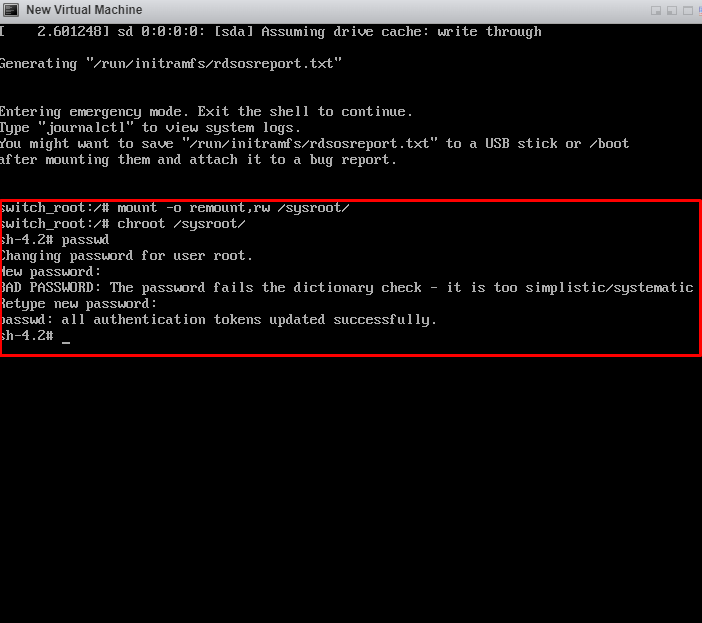 New Virtual Machine
[    2.601248] sd 0:0:0:0: [sda] Assuming drive cache: write through
Generating "/run/initramfs/rdsosreport.txt"
Entering emergency mode. Exit the shell to continue.
Type "journalctl" to view system logs.
You might want to save "/run/initramfs/rdsosreport.txt" to a USB stick or /boot
after mounting them and attach it to a bug report.
switch_root:/# mount -o remount,rw /sysroot/
switch_root:/# chroot /sysroot/
sh-4.2# passwd
Changing password for user root.
New password:
BAD PASSWORD: The password fails the dictionary check - it is too simplistic/systematic
Retype new password:
passwd: all authentication tokens updated successfully.
sh-4.2# _